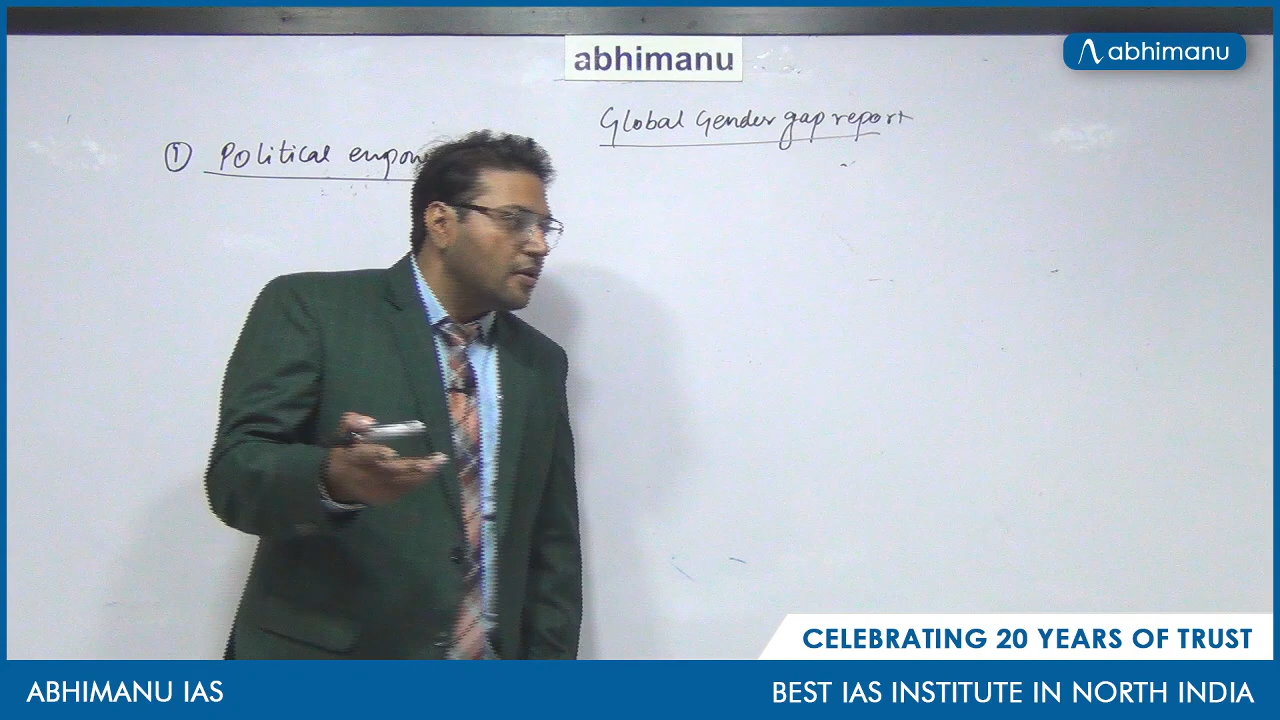 abhimanu
abhimanu
Global Gender gap report
① Political
CELEBRATING 20 YEARS OF TRUST
ABHIMANU IAS
BEST IAS INSTITUTE IN NORTH INDIA